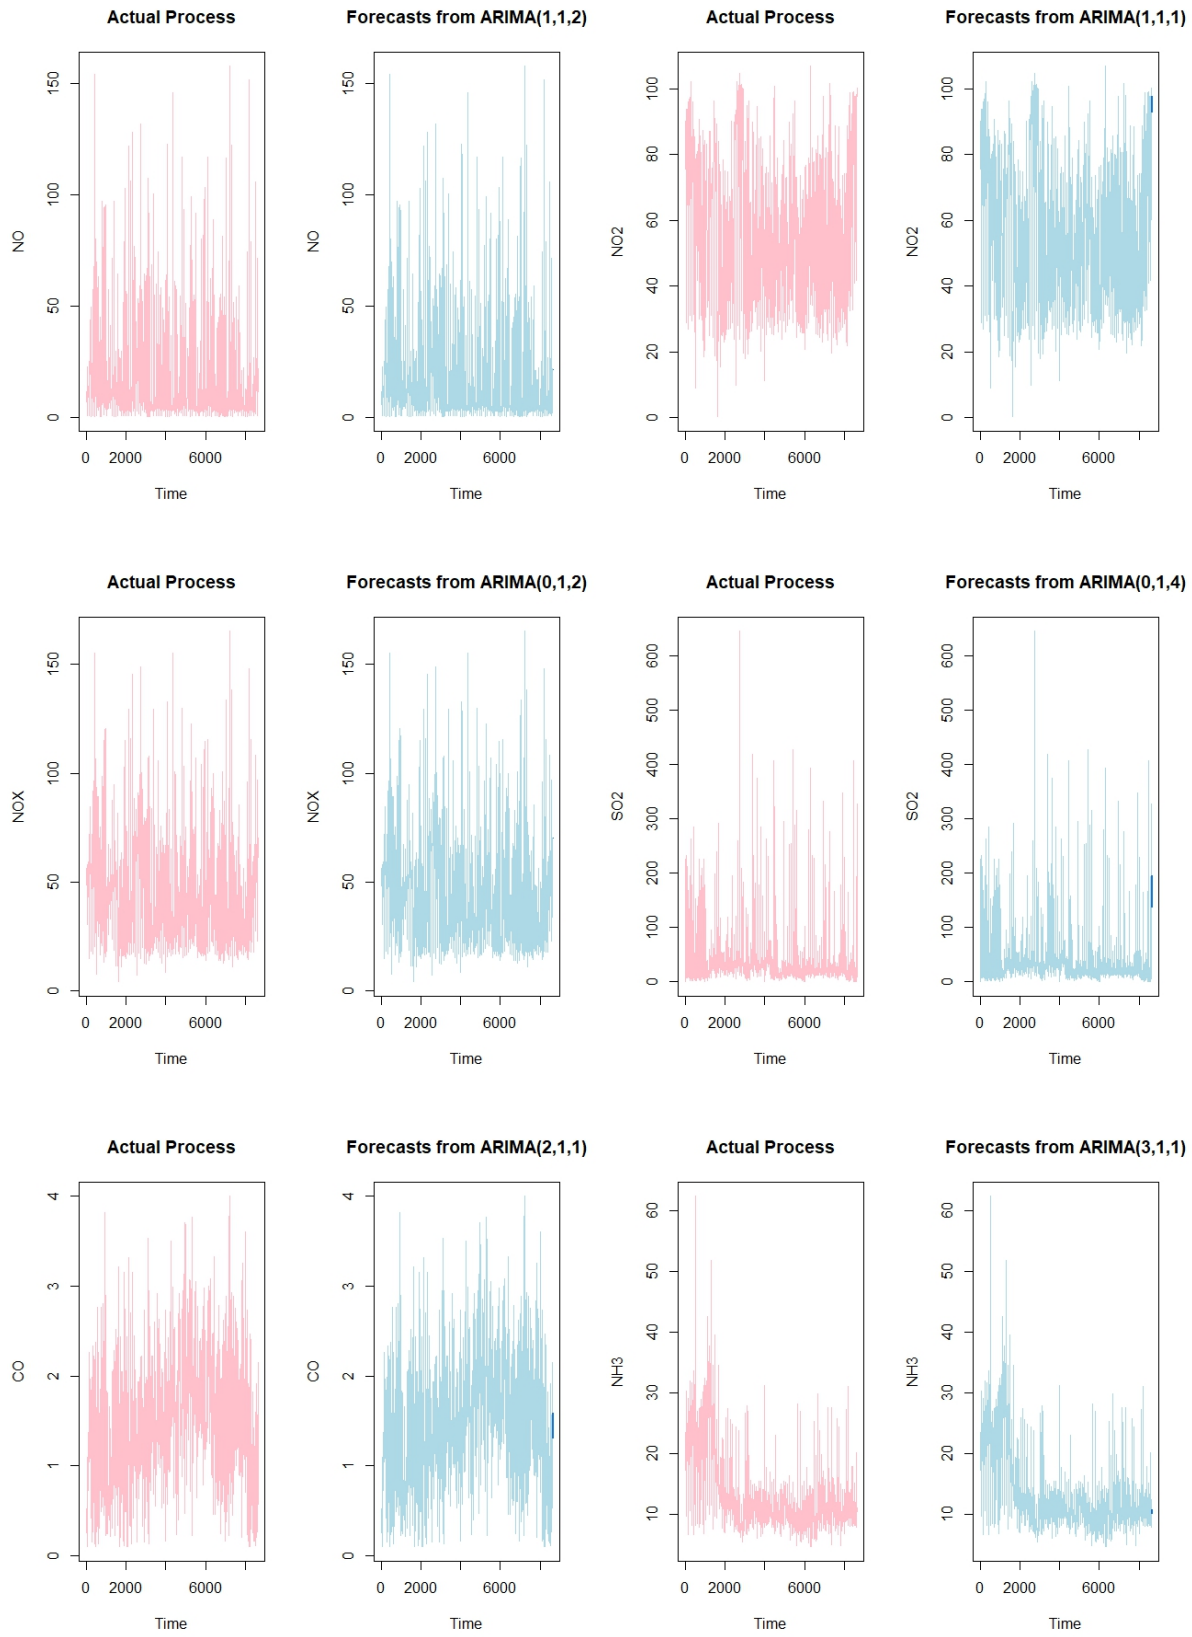 Actual Process
Forecasts from ARIMA(1,1,2)
Actual Process
Forecasts from ARIMA(1,1,1)
NO
150
100
50
0
0 2000 6000
Time
NO
150
100
50
0
0 2000 6000
Time
NO2
100
80
60
40
20
0
0 2000 6000
Time
NO2
100
80
60
40
20
0
0 2000 6000
Time
Actual Process
Forecasts from ARIMA(0,1,2)
Actual Process
Forecasts from ARIMA(0,1,4)
NOX
150
100
50
0
0 2000 6000
Time
NOX
150
100
50
0
0 2000 6000
Time
SO2
600
500
400
300
200
100
0
0 2000 6000
Time
SO2
600
500
400
300
200
100
0
0 2000 6000
Time
Actual Process
Forecasts from ARIMA(2,1,1)
Actual Process
Forecasts from ARIMA(3,1,1)
CO
4
3
2
1
0
0 2000 6000
Time
CO
4
3
2
1
0
0 2000 6000
Time
NH3
60
50
40
30
20
10
0 2000 6000
Time
NH3
60
50
40
30
20
10
0 2000 6000
Time